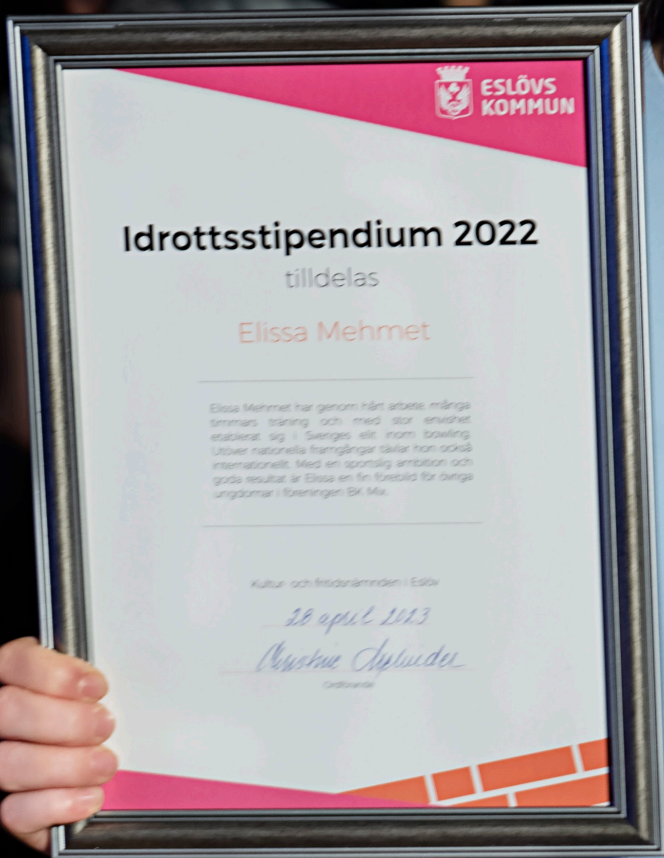 ESLÖVS
KOMMUN
Idrottsstipendium 2022
tilldelas
Elissa Mehmet
Elissa Mehmet har genom hårt arbete, många
timmars träning och med stor envishet
etablerat sig i Sveriges elit inom bowling.
Utöver nationella framgångar tävlar hon också
internationellt. Med en sportslig ambition och
goda resultat är Elissa en fin förebild för övriga
ungdomar i föreningen BK Mix.
Kultur- och fritidsnämnden i Eslöv
28 april 2023
Ordförande